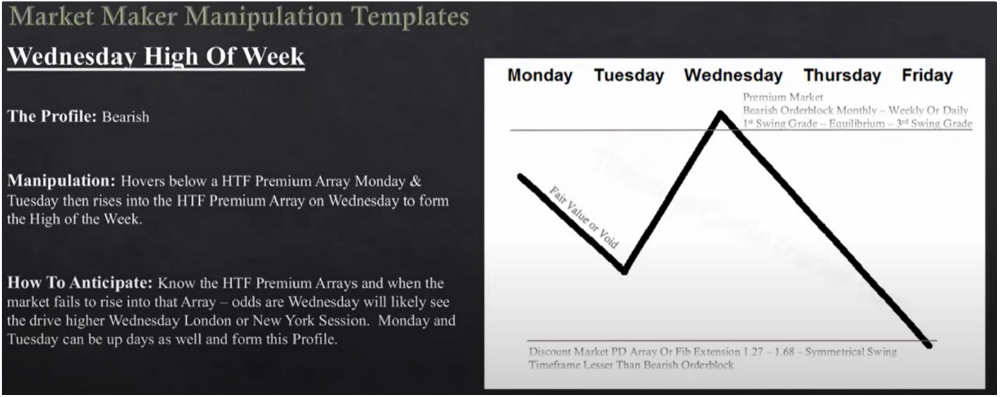 Market Maker Manipulation Templates
Wednesday High Of Week
The Profile: Bearish
Manipulation: Hovers below a HTF Premium Array Monday &
Tuesday then rises into the HTF Premium Array on Wednesday to form
the High of the Week.
How To Anticipate: Know the HTF Premium Arrays and when the
market fails to rise into that Array – odds are Wednesday will likely see
the drive higher Wednesday London or New York Session.  Monday and
Tuesday can be up days as well and form this Profile.
Monday Tuesday Wednesday Thursday Friday
Premium Market
Bearish Orderblock Monthly – Weekly Or Daily
1st Swing Grade – Equilibrium – 3rd Swing Grade
Fair Value or Void
Discount Market PD Array Or Fib Extension 1.27 – 1.68 – Symmetrical Swing
Timeframe Lesser Than Bearish Orderblock